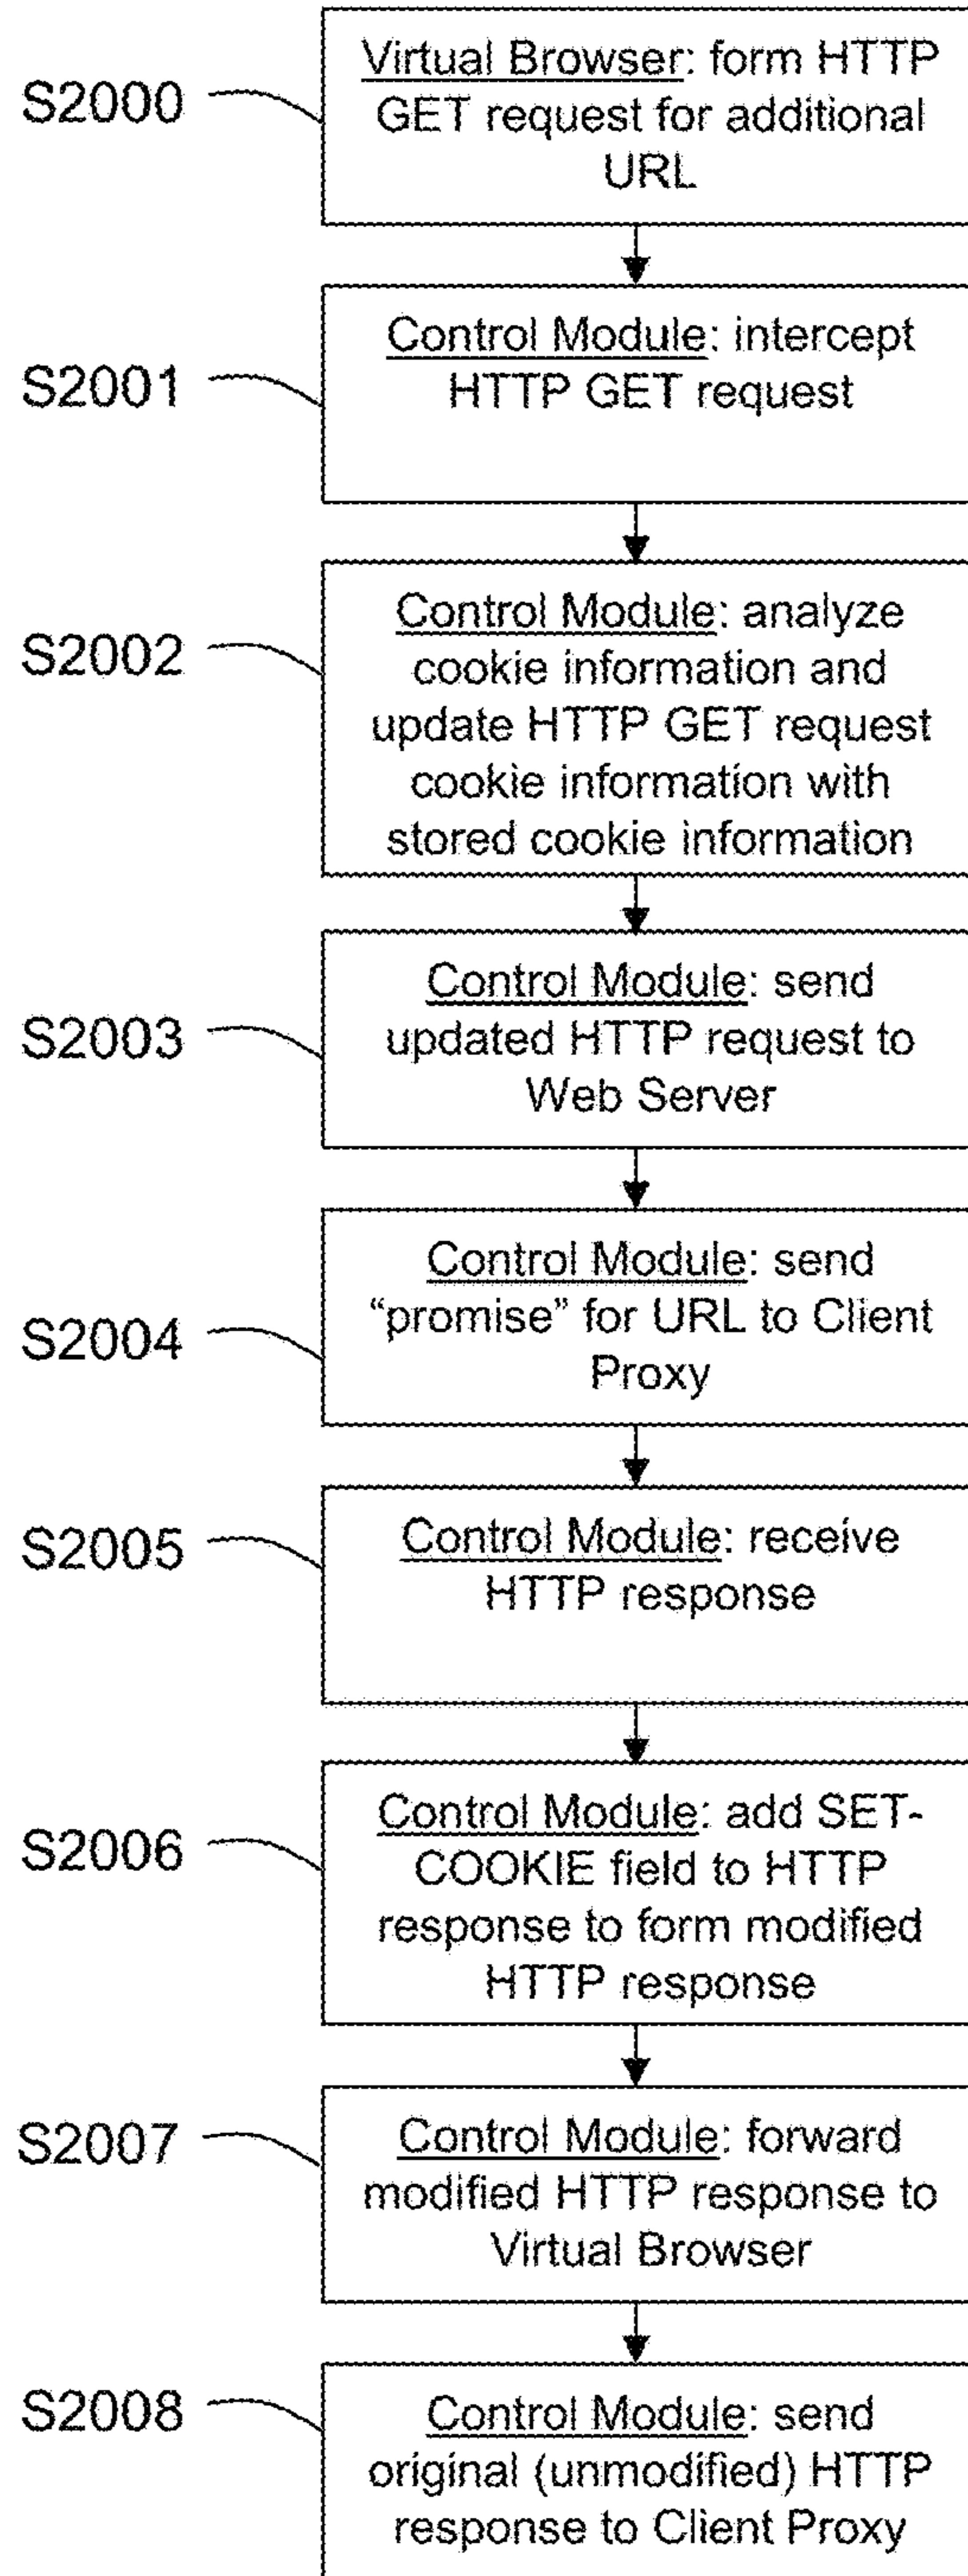 S2000
Virtual Browser: form HTTP
GET request for additional
URL
S2001
Control Module: intercept
HTTP GET request
S2002
Control Module: analyze
cookie information and
update HTTP GET request
cookie information with
stored cookie information
S2003
Control Module: send
updated HTTP request to
Web Server
S2004
Control Module: send
“promise” for URL to Client
Proxy
S2005
Control Module: receive
HTTP response
S2006
Control Module: add SET-
COOKIE field to HTTP
response to form modified
HTTP response
S2007
Control Module: forward
modified HTTP response to
Virtual Browser
S2008
Control Module: send
original (unmodified) HTTP
response to Client Proxy